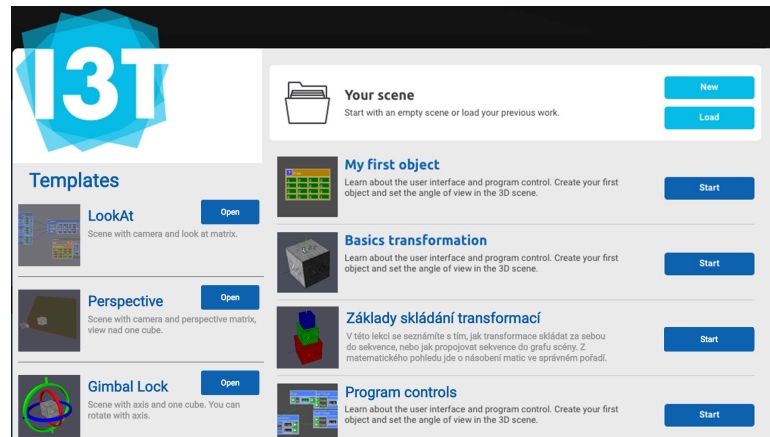 I3T
Templates
LookAt
Open
Scene with camera and look at matrix.
Perspective
Open
Scene with camera and perspective matrix,
view nad one cube.
Gimbal Lock
Open
Scene with axis and one cube. You can
rotate with axis.
Your scene
Start with an empty scene or load your previous work.
New
Load
My first object
Learn about the user interface and program control. Create your first
object and set the angle of view in the 3D scene.
Start
Basics transformation
Learn about the user interface and program control. Create your first
object and set the angle of view in the 3D scene.
Start
Základy skládání transformací
V této lekci se seznámíte s tím, jak transformace skládat za sebou
do sekvence, nebo jak propojovat sekvence do grafu scény. Z
matematického pohledu jde o násobení matic ve správném pořadí.
Start
Program controls
Learn about the user interface and program control. Create your first
object and set the angle of view in the 3D scene.
Start